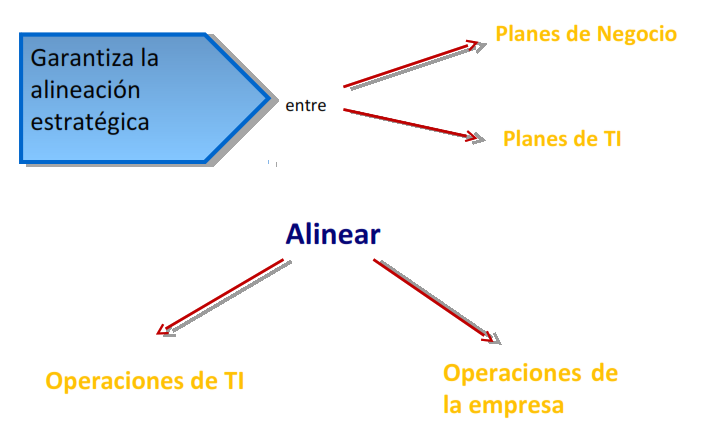 Planes de Negocio
Garantiza la
alineación
estratégica
entre
Planes de TI
Alinear
Operaciones de TI
Operaciones de
la empresa